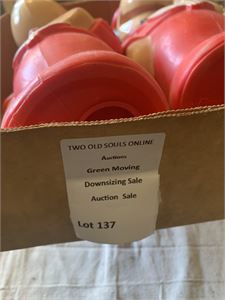 TWO OLD SOULS ONLINE
Auctions
Green Moving
Downsizing Sale
Auction Sale
Lot 137